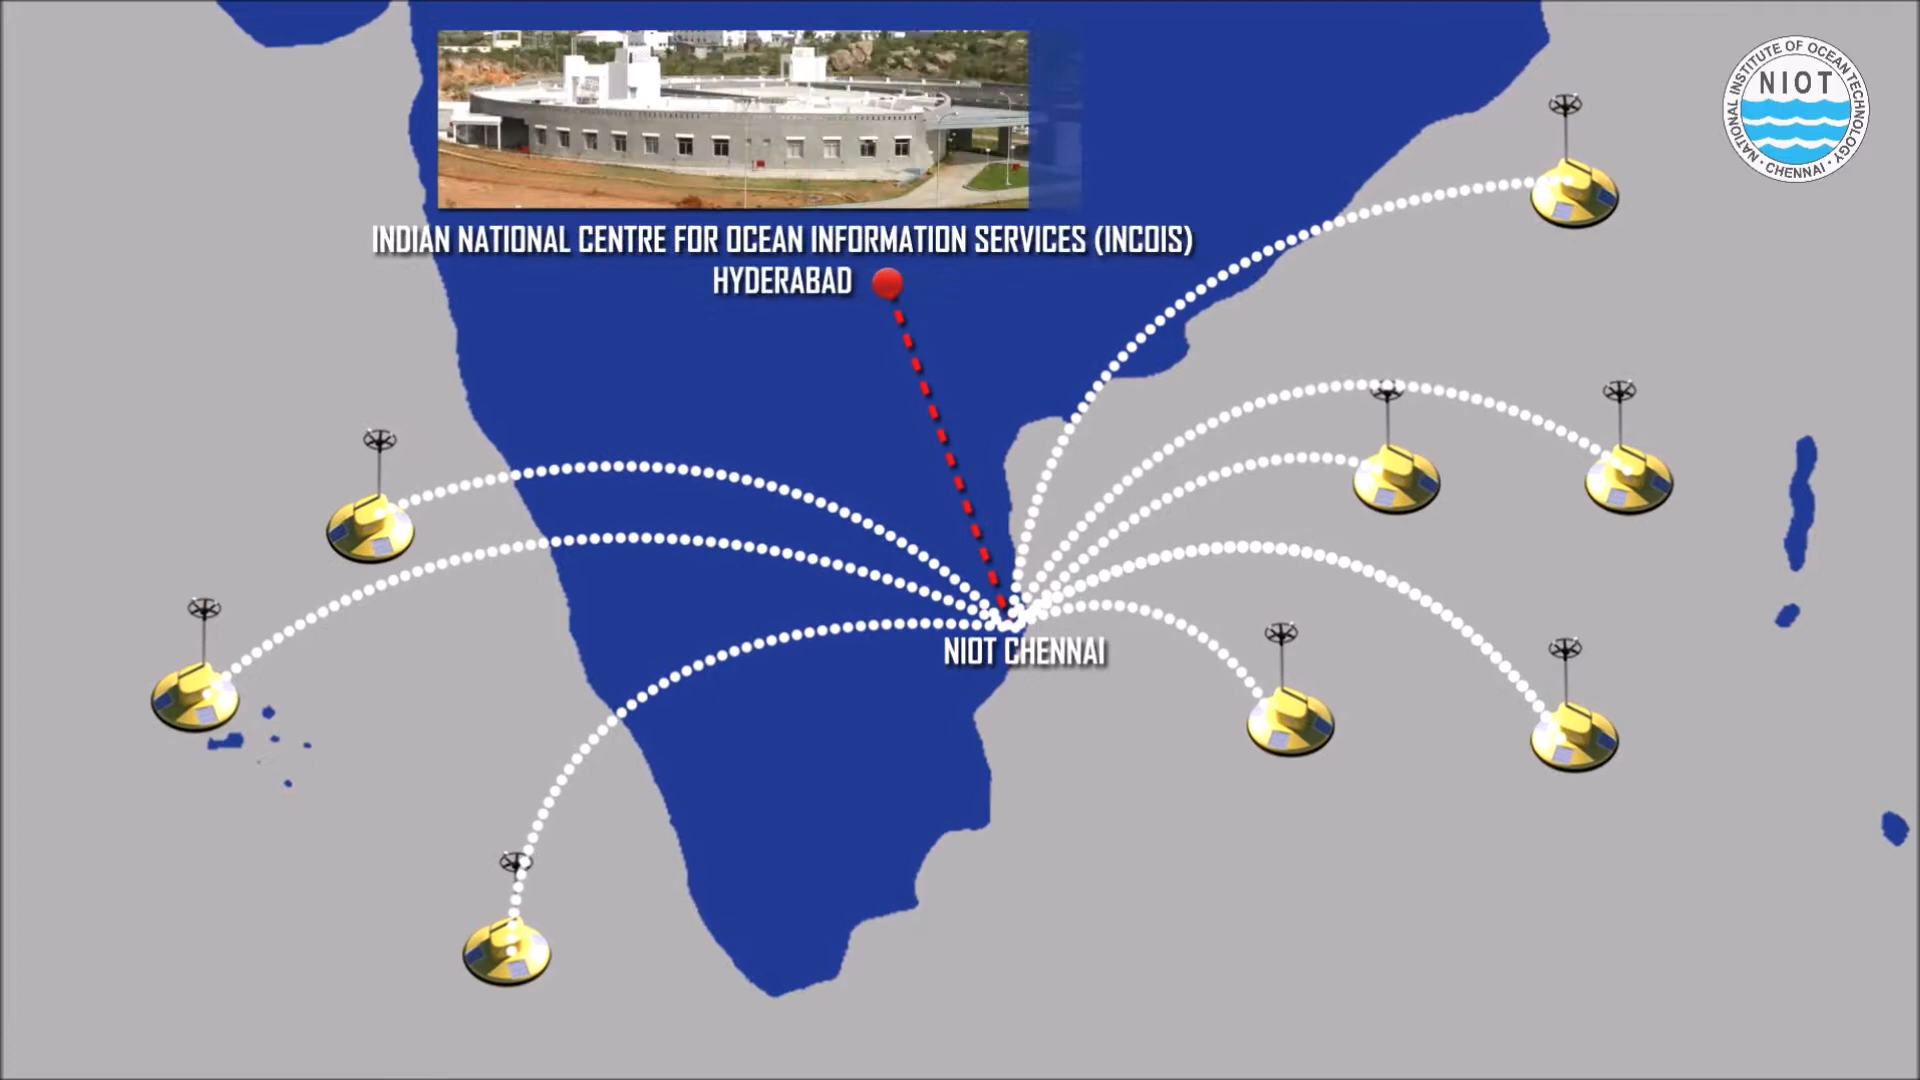 INDIAN NATIONAL CENTRE FOR OCEAN INFORMATION SERVICES (INCOIS)
HYDERABAD
NIOT CHENNAI
NATIONAL INSTITUTE OF OCEAN TECHNOLOGY
NIOT
· CHENNAI ·